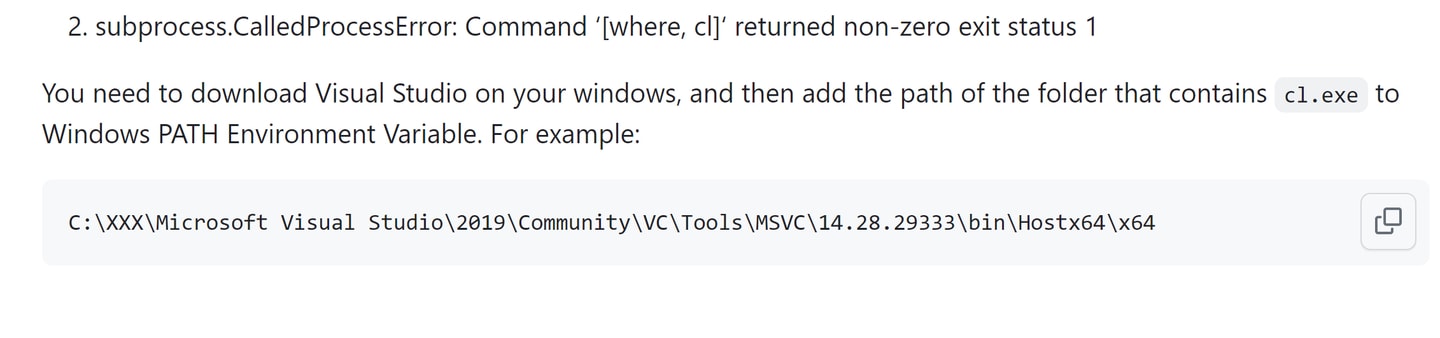 2. subprocess.CalledProcessError: Command ‘[where, cl]‘ returned non-zero exit status 1
You need to download Visual Studio on your windows, and then add the path of the folder that contains cl.exe to
Windows PATH Environment Variable. For example:
C:\XXX\Microsoft Visual Studio\2019\Community\VC\Tools\MSVC\14.28.29333\bin\Hostx64\x64